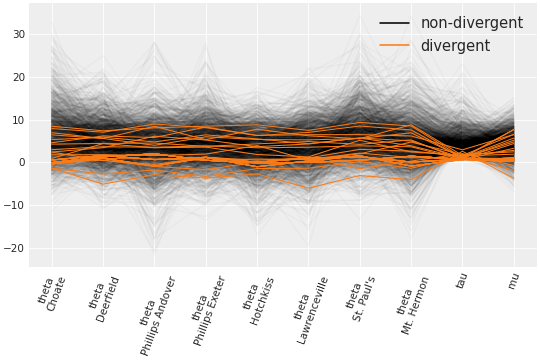 non-divergent
divergent
30
20
10
0
−10
−20
theta
Choate
theta
Deerfield
theta
Phillips Andover
theta
Phillips Exeter
theta
Hotchkiss
theta
Lawrenceville
theta
St. Paul's
theta
Mt. Hermon
tau
mu